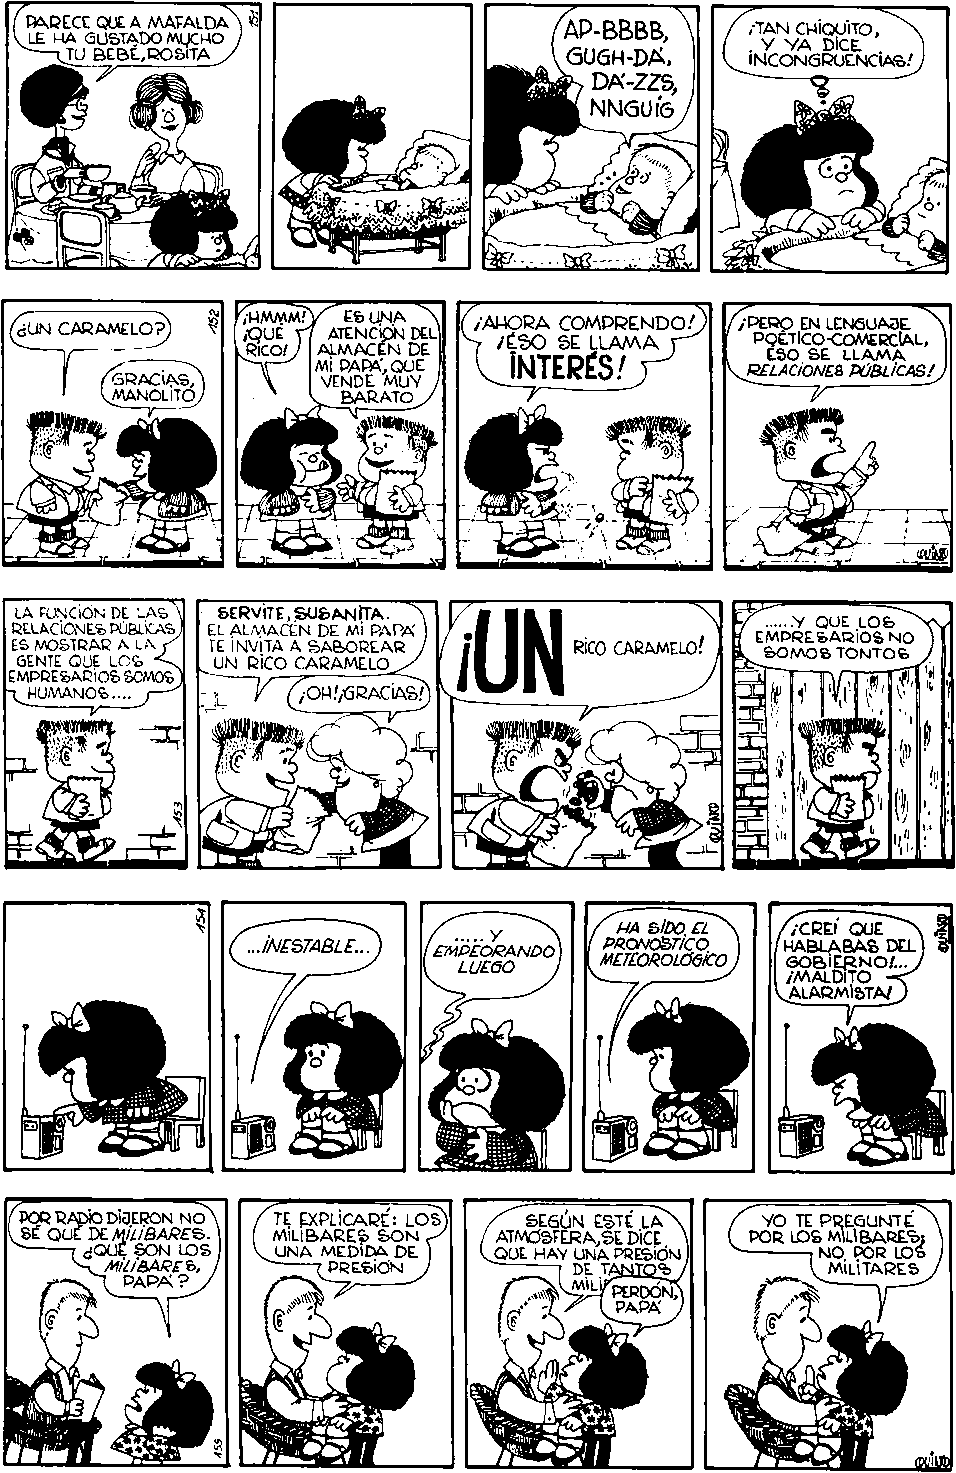 PARECE QUE A MAFALDA
LE HA GUSTADO MUCHO
TU BEBÉ, ROSITA
151
AP-BBBB,
GUGH-DÁ,
DÁ-ZZS,
NNGUÍG
¡TAN CHIQUITO,
Y YA DICE
INCONGRUENCIAS!
¿UN CARAMELO?
GRACIAS,
MANOLITO
152
¡HMMM!
¡QUÉ
RICO!
ES UNA
ATENCIÓN DEL
ALMACÉN DE
MI PAPÁ, QUE
VENDE MUY
BARATO
¡AHORA COMPRENDO!
¡ESO SE LLAMA
INTERÉS!
¡PERO EN LENGUAJE
POÉTICO-COMERCIAL,
ESO SE LLAMA
RELACIONES PÚBLICAS!
QUINO
LA FUNCIÓN DE LAS
RELACIONES PÚBLICAS
ES MOSTRAR A LA
GENTE QUE LOS
EMPRESARIOS SOMOS
HUMANOS....
153
SERVITE, SUSANITA.
EL ALMACÉN DE MI PAPÁ
TE INVITA A SABOREAR
UN RICO CARAMELO
¡OH!¡GRACIAS!
¡UN RICO CARAMELO!
QUINO
.....Y QUE LOS
EMPRESARIOS NO
SOMOS TONTOS
154
...INESTABLE...
.....Y
EMPEORANDO
LUEGO
HA SIDO EL
PRONÓSTICO
METEOROLÓGICO
¡CREÍ QUE
HABLABAS DEL
GOBIERNO!...
¡MALDITO
ALARMISTA!
QUINO
POR RADIO DIJERON NO
SÉ QUÉ DE MILIBARES.
¿QUÉ SON LOS
MILIBARES,
PAPÁ?
155
TE EXPLICARÉ: LOS
MILIBARES SON
UNA MEDIDA DE
PRESIÓN
SEGÚN ESTÉ LA
ATMÓSFERA, SE DICE
QUE HAY UNA PRESIÓN
DE TANTOS
MILI
PERDÓN,
PAPÁ
YO TE PREGUNTÉ
POR LOS MILIBARES;
NO POR LOS
MILITARES
QUINO